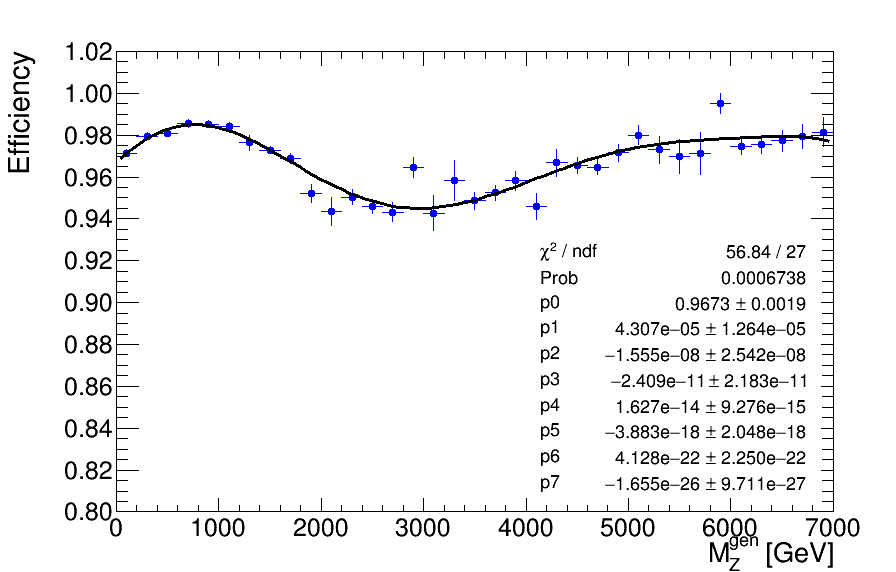 Efficiency
1.02
1.00
0.98
0.96
0.94
0.92
0.90
0.88
0.86
0.84
0.82
0.80
χ² / ndf 56.84 / 27
Prob 0.0006738
p0 0.9673 ± 0.0019
p1 4.307e−05 ± 1.264e−05
p2 −1.555e−08 ± 2.542e−08
p3 −2.409e−11 ± 2.183e−11
p4 1.627e−14 ± 9.276e−15
p5 −3.883e−18 ± 2.048e−18
p6 4.128e−22 ± 2.250e−22
p7 −1.655e−26 ± 9.711e−27
0 1000 2000 3000 4000 5000 6000 7000
M_Z^gen [GeV]